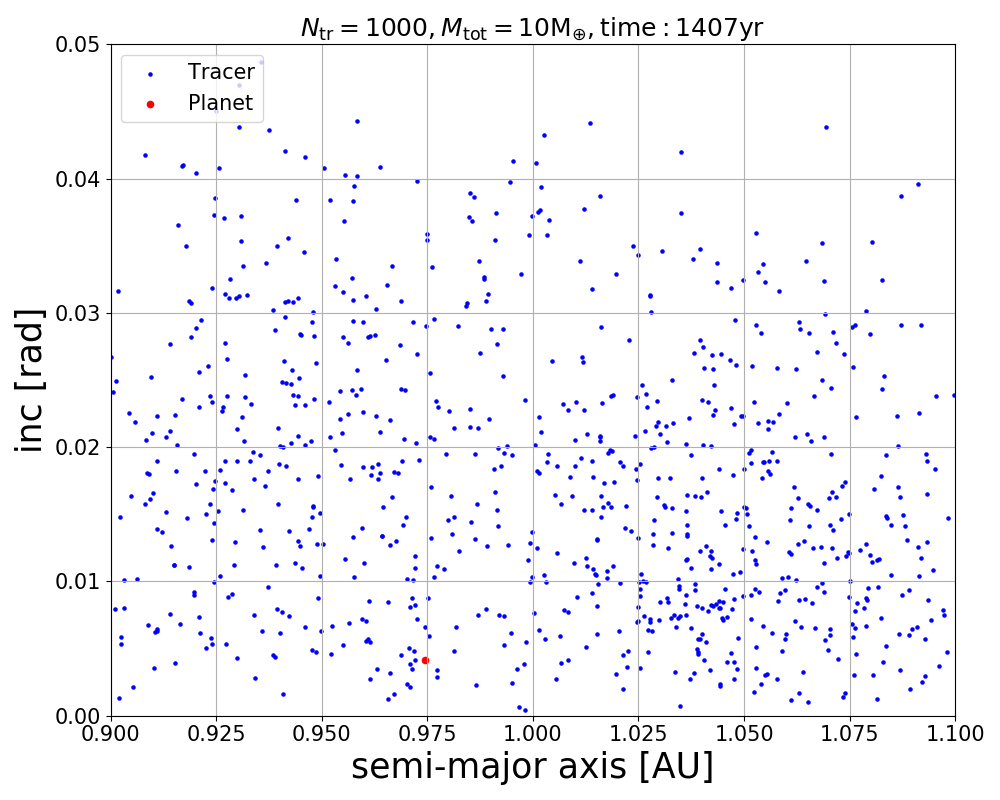 N_tr = 1000, M_tot = 10M_⊕, time : 1407yr
Tracer
Planet
0.05
0.04
0.03
0.02
0.01
0.00
inc [rad]
0.900 0.925 0.950 0.975 1.000 1.025 1.050 1.075 1.100
semi-major axis [AU]